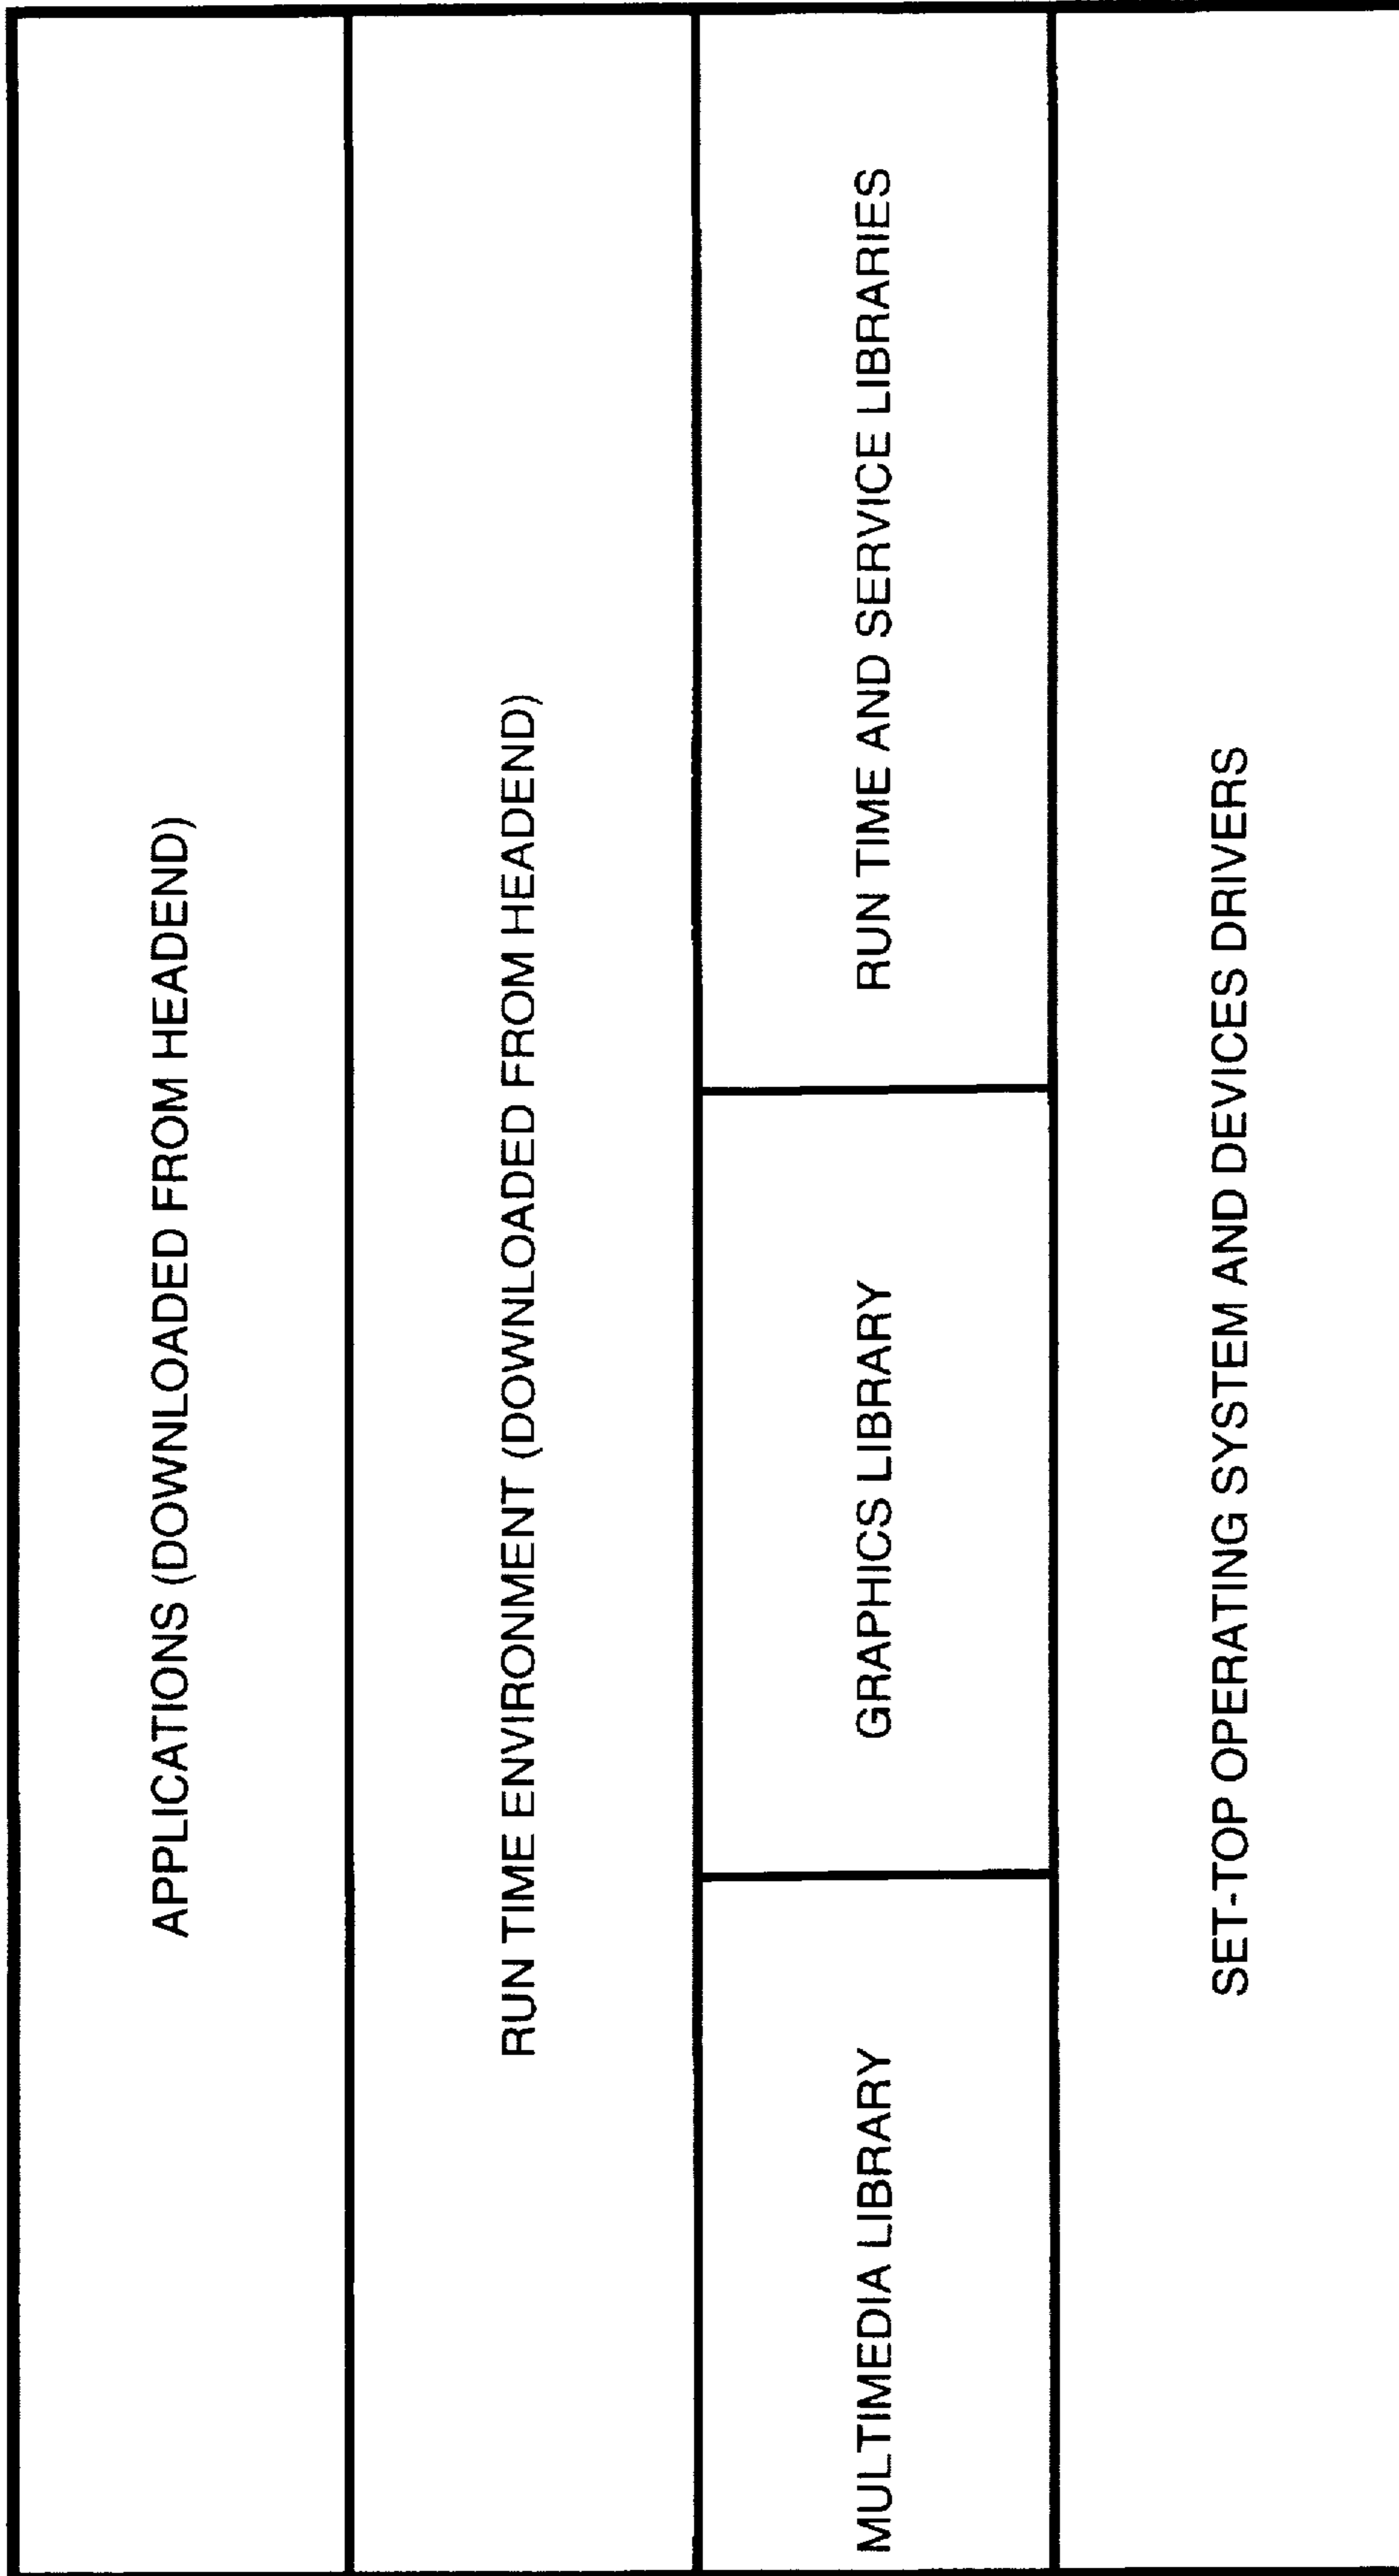 APPLICATIONS (DOWNLOADED FROM HEADEND)
RUN TIME ENVIRONMENT (DOWNLOADED FROM HEADEND)
MULTIMEDIA LIBRARY
GRAPHICS LIBRARY
RUN TIME AND SERVICE LIBRARIES
SET-TOP OPERATING SYSTEM AND DEVICES DRIVERS